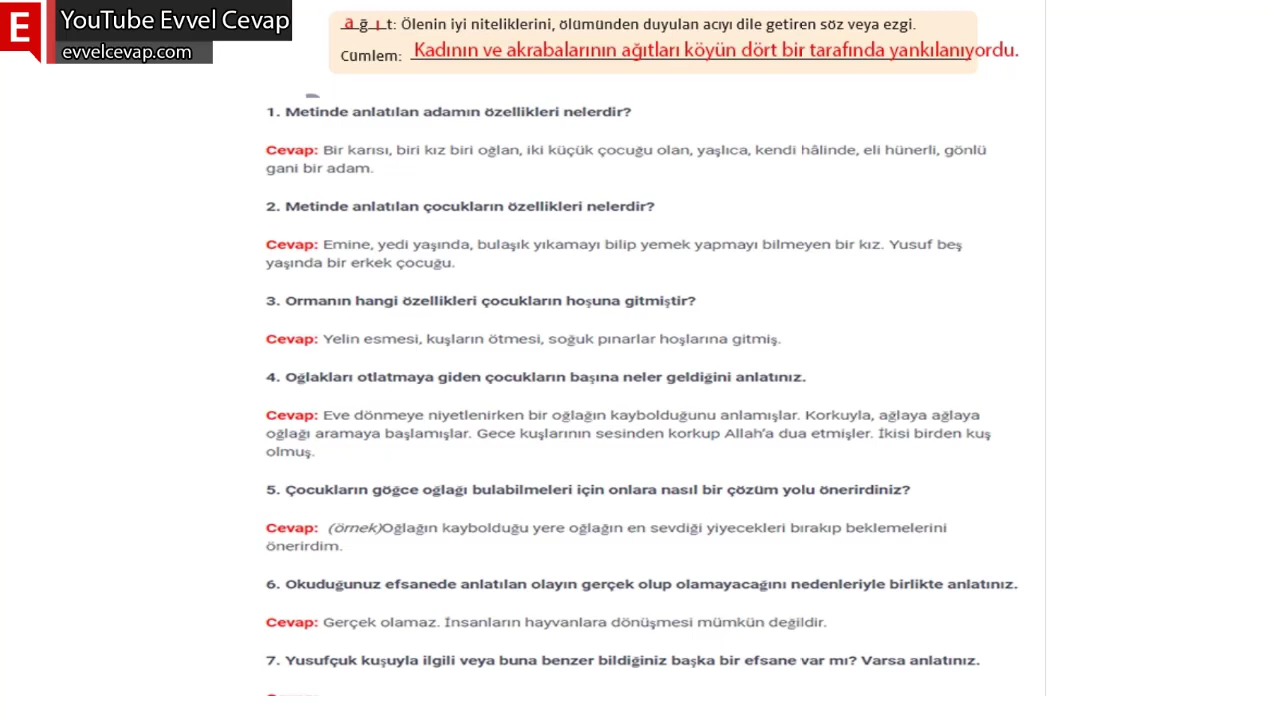 YouTube Evvel Cevap
evvelcevap.com
ağıt: Ölenin iyi niteliklerini, ölümünden duyulan acıyı dile getiren söz veya ezgi.
Cümlem: Kadının ve akrabalarının ağıtları köyün dört bir tarafında yankılanıyordu.
1. Metinde anlatılan adamın özellikleri nelerdir?
Cevap: Bir karısı, biri kız biri oğlan, iki küçük çocuğu olan, yaşlıca, kendi hâlinde, eli hünerli, gönlü
gani bir adam.
2. Metinde anlatılan çocukların özellikleri nelerdir?
Cevap: Emine, yedi yaşında, bulaşık yıkamayı bilip yemek yapmayı bilmeyen bir kız. Yusuf beş
yaşında bir erkek çocuğu.
3. Ormanın hangi özellikleri çocukların hoşuna gitmiştir?
Cevap: Yelin esmesi, kuşların ötmesi, soğuk pınarlar hoşlarına gitmiş.
4. Oğlakları otlatmaya giden çocukların başına neler geldiğini anlatınız.
Cevap: Eve dönmeye niyetlenirken bir oğlağın kaybolduğunu anlamışlar. Korkuyla, ağlaya ağlaya
oğlağı aramaya başlamışlar. Gece kuşlarının sesinden korkup Allah’a dua etmişler. İkisi birden kuş
olmuş.
5. Çocukların göğce oğlağı bulabilmeleri için onlara nasıl bir çözüm yolu önerirdiniz?
Cevap: (örnek)Oğlağın kaybolduğu yere oğlağın en sevdiği yiyecekleri bırakıp beklemelerini
önerirdim.
6. Okuduğunuz efsanede anlatılan olayın gerçek olup olamayacağını nedenleriyle birlikte anlatınız.
Cevap: Gerçek olamaz. İnsanların hayvanlara dönüşmesi mümkün değildir.
7. Yusufçuk kuşuyla ilgili veya buna benzer bildiğiniz başka bir efsane var mı? Varsa anlatınız.